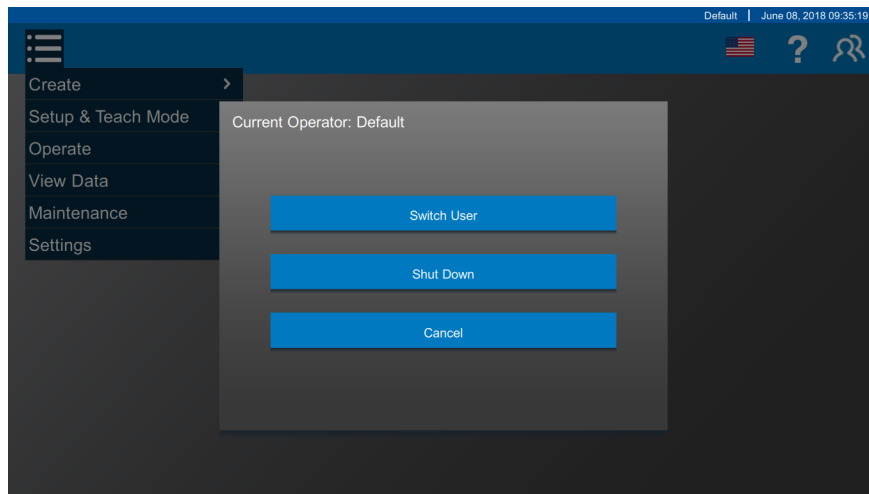 Default | June 08, 2018 09:35:19
?
Create >
Setup & Teach Mode
Operate
View Data
Maintenance
Settings
Current Operator: Default
Switch User
Shut Down
Cancel